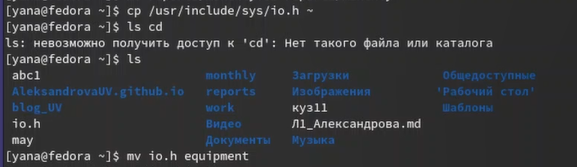 [yana@fedora ~]$ cp /usr/include/sys/io.h ~
[yana@fedora ~]$ ls cd
ls: невозможно получить доступ к 'cd': Нет такого файла или каталога
[yana@fedora ~]$ ls
abc1 monthly Загрузки Общедоступные
AleksandrovaUV.github.io reports Изображения 'Рабочий стол'
blog_UV work куз11 Шаблоны
io.h Видео Л1_Александрова.md
may Документы Музыка
[yana@fedora ~]$ mv io.h equipment